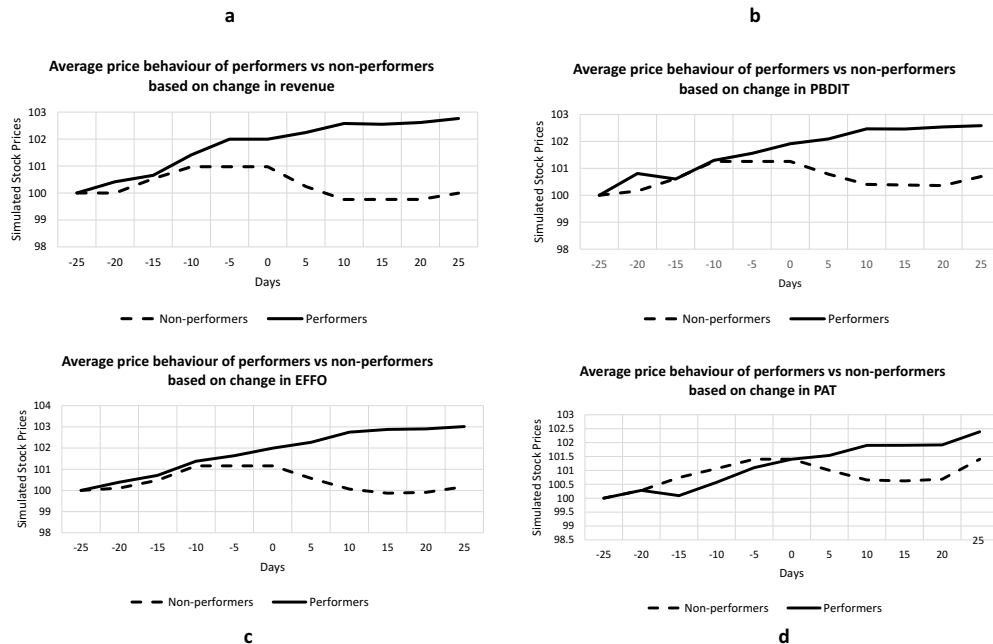 a
Average price behaviour of performers vs non-performers
based on change in revenue
Simulated Stock Prices
103
102
101
100
99
98
-25 -20 -15 -10 -5 0 5 10 15 20 25
Days
Non-performers Performers
b
Average price behaviour of performers vs non-performers
based on change in PBDIT
Simulated Stock Prices
103
102
101
100
99
98
-25 -20 -15 -10 -5 0 5 10 15 20 25
Days
Non-performers Performers
Average price behaviour of performers vs non-performers
based on change in EFFO
Simulated Stock Prices
104
103
102
101
100
99
98
-25 -20 -15 -10 -5 0 5 10 15 20 25
Days
Non-performers Performers
c
Average price behaviour of performers vs non-performers
based on change in PAT
Simulated Stock Prices
103
102.5
102
101.5
101
100.5
100
99.5
99
98.5
-25 -20 -15 -10 -5 0 5 10 15 20 25
Days
Non-performers Performers
d